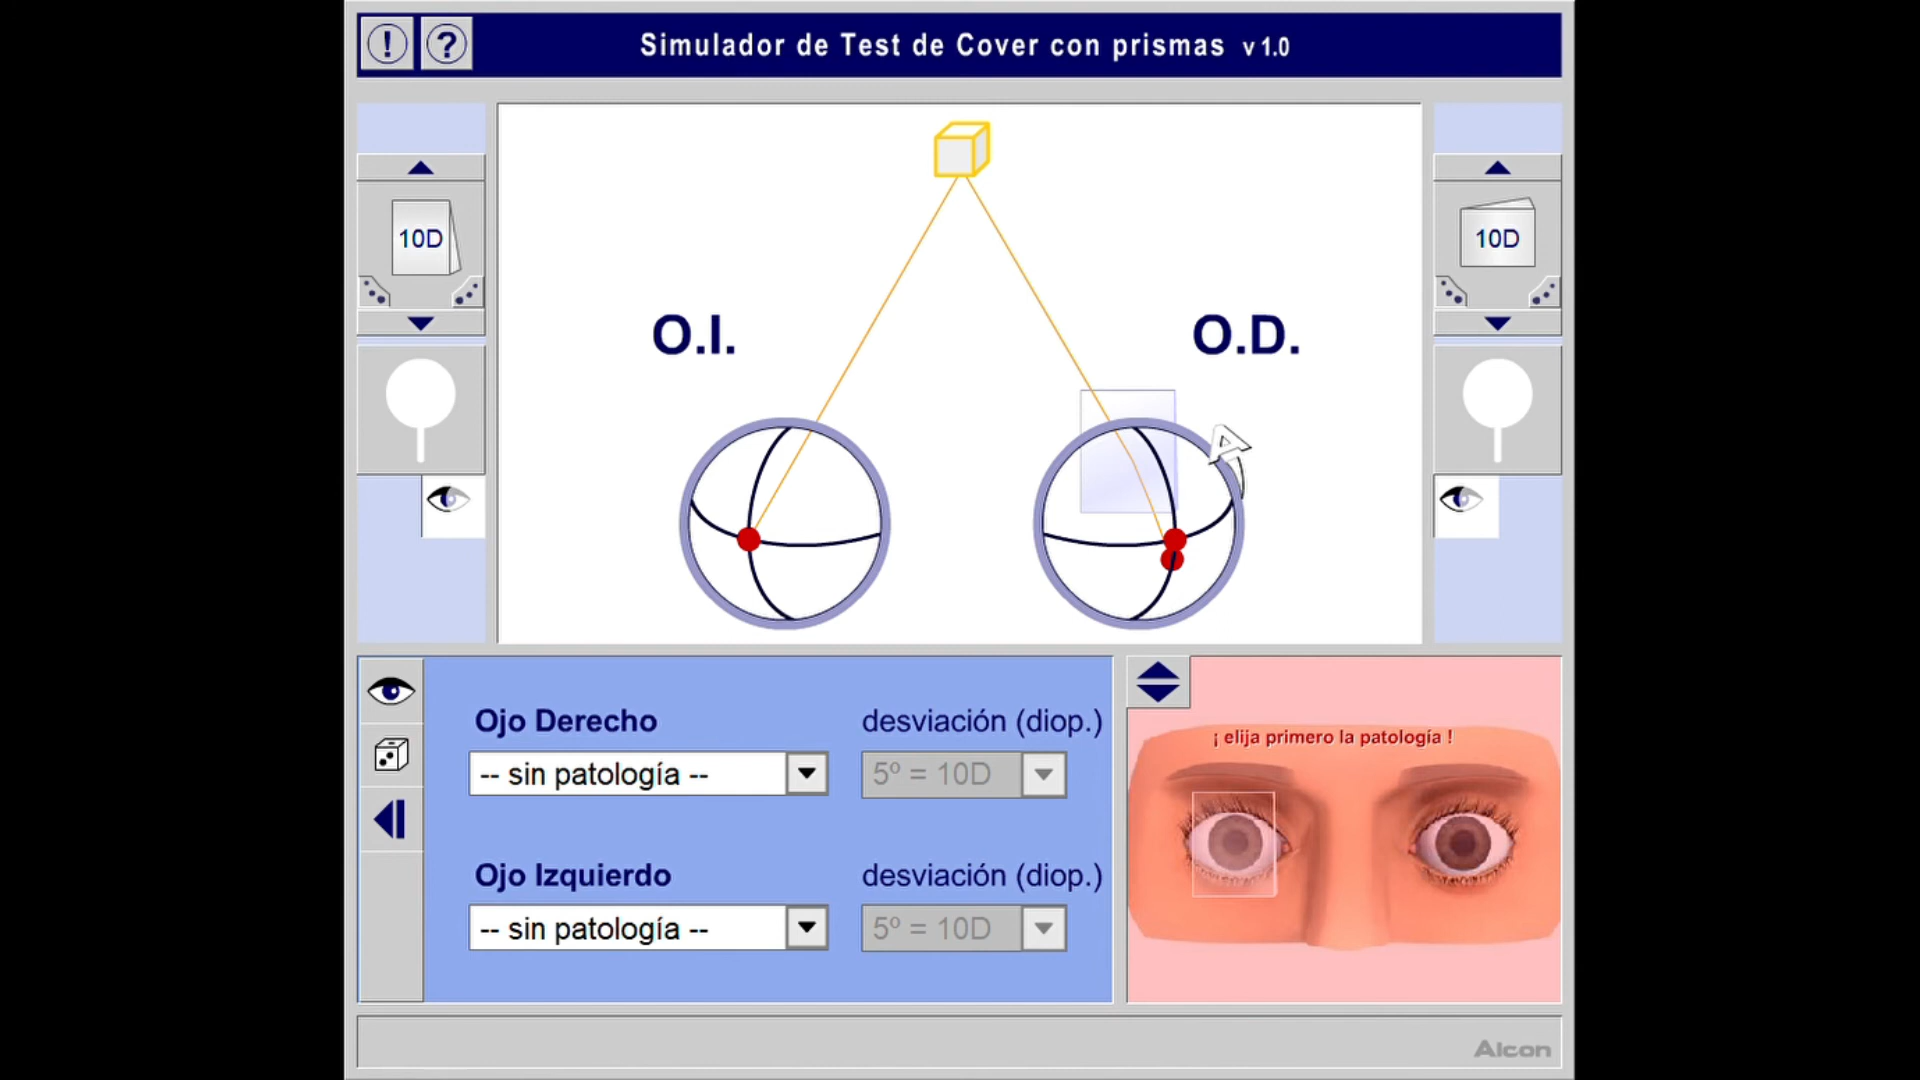 ! ? Simulador de Test de Cover con prismas v 1.0
10D
10D
O.I.
O.D.
Ojo Derecho
desviación (diop.)
-- sin patología --
5º = 10D
Ojo Izquierdo
desviación (diop.)
-- sin patología --
5º = 10D
¡ elija primero la patología !
Alcon